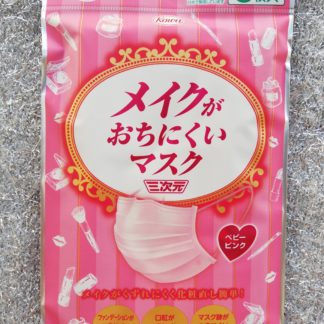 Kowa
メイクが
おちにくい
マスク
三次元
ベビー
ピンク
メイクがくずれにくく化粧直し簡単!
ファンデーションが
口紅が
マスク跡が